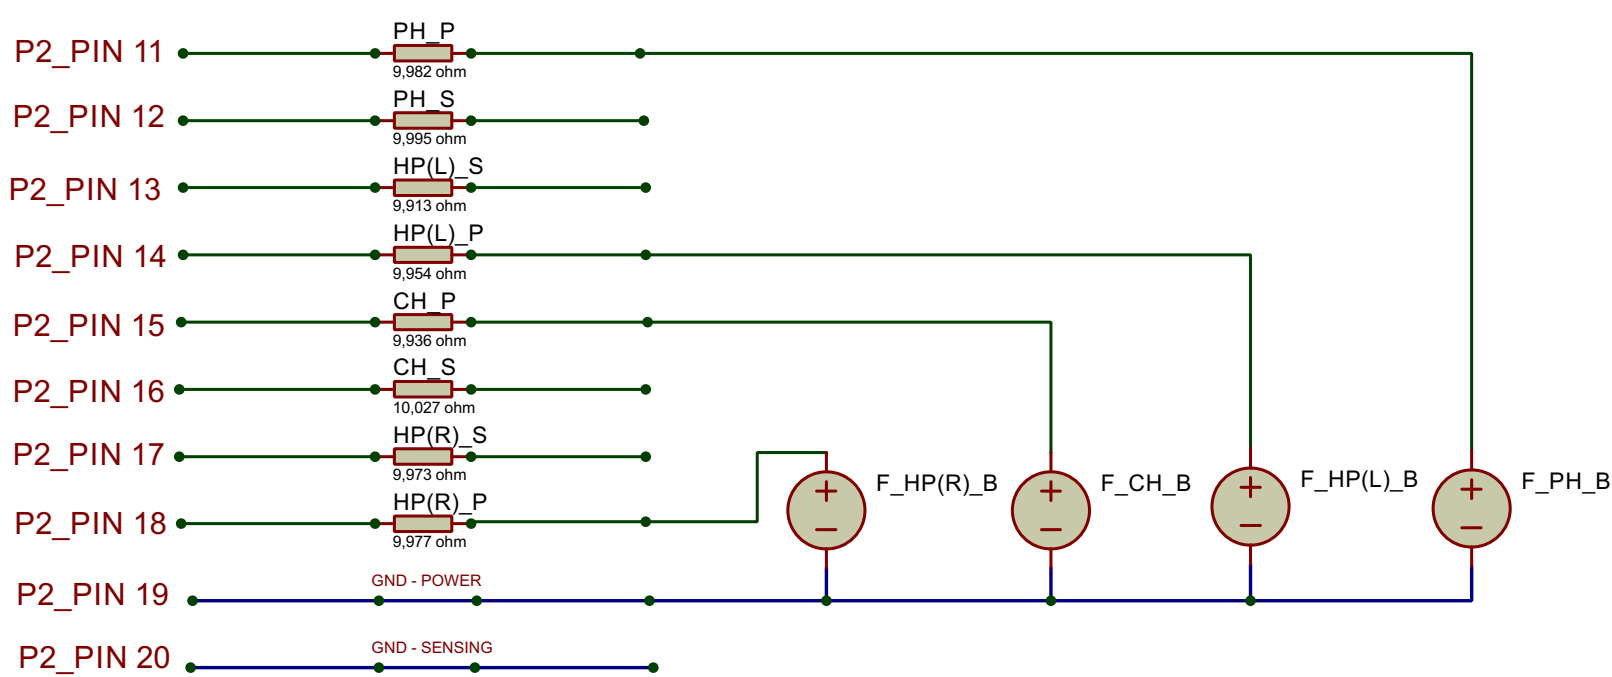 PH_P
P2_PIN 11
9,982 ohm
PH_S
P2_PIN 12
9,995 ohm
HP(L)_S
P2_PIN 13
9,913 ohm
HP(L)_P
P2_PIN 14
9,954 ohm
CH_P
P2_PIN 15
9,936 ohm
CH_S
P2_PIN 16
10,027 ohm
HP(R)_S
P2_PIN 17
9,973 ohm
HP(R)_P
P2_PIN 18
9,977 ohm
F_HP(R)_B
F_CH_B
F_HP(L)_B
F_PH_B
GND - POWER
P2_PIN 19
GND - SENSING
P2_PIN 20